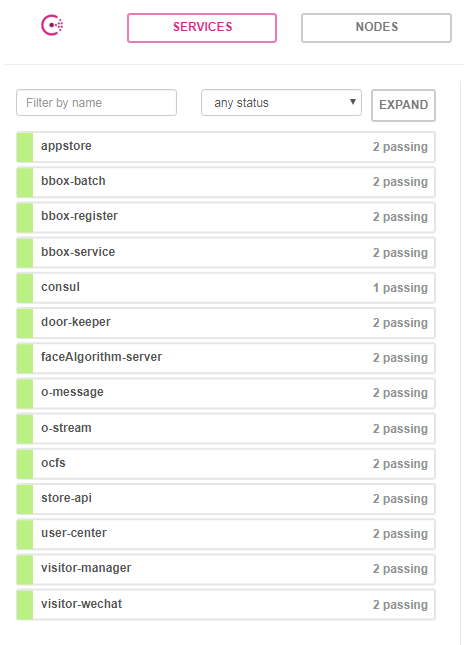 SERVICES NODES
Filter by name any status EXPAND
appstore 2 passing
bbox-batch 2 passing
bbox-register 2 passing
bbox-service 2 passing
consul 1 passing
door-keeper 2 passing
faceAlgorithm-server 2 passing
o-message 2 passing
o-stream 2 passing
ocfs 2 passing
store-api 2 passing
user-center 2 passing
visitor-manager 2 passing
visitor-wechat 2 passing